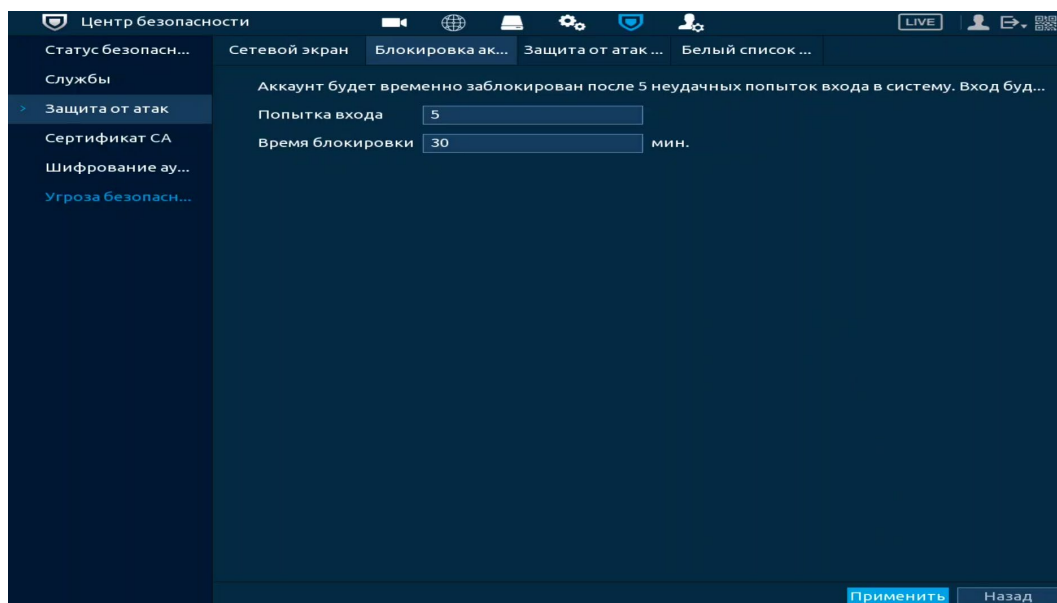 Центр безопасности
LIVE
Статус безопасн...
Службы
Защита от атак
Сертификат СА
Шифрование ау...
Угроза безопасн...
Сетевой экран
Блокировка ак...
Защита от атак ...
Белый список ...
Аккаунт будет временно заблокирован после 5 неудачных попыток входа в систему. Вход буд...
Попытка входа 5
Время блокировки 30 мин.
Применить
Назад